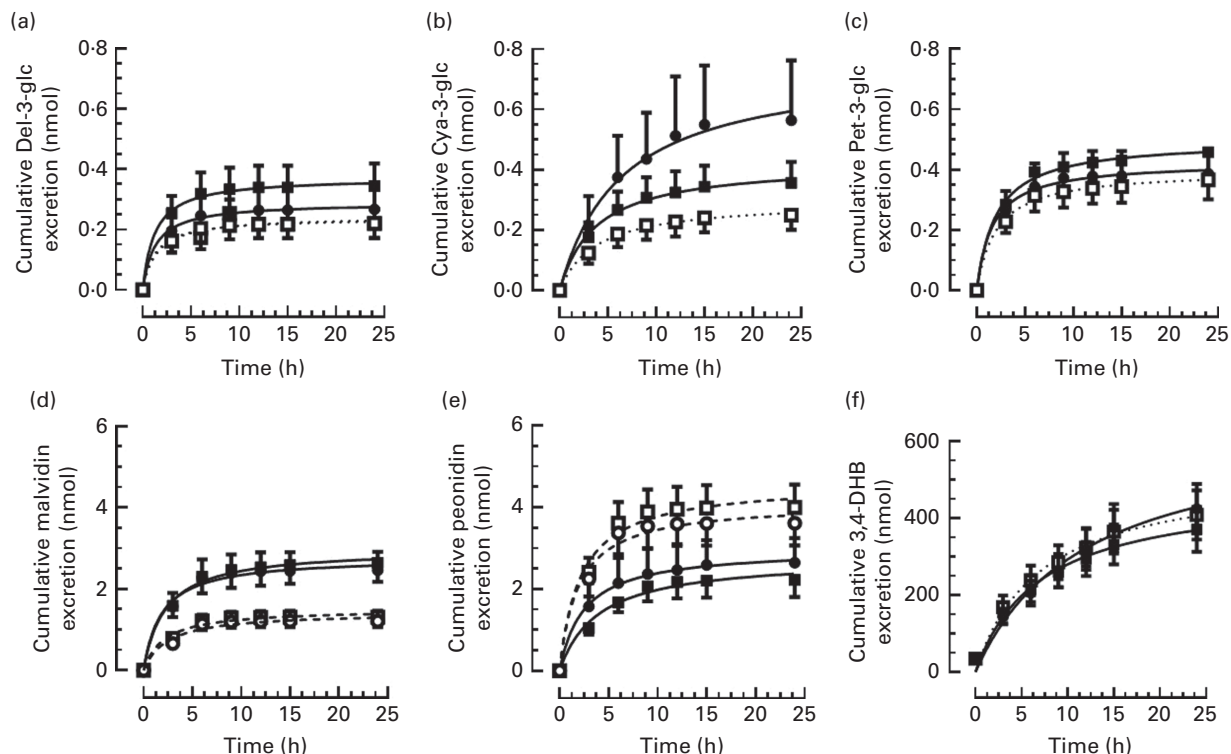 (a)
Cumulative Del-3-glc
excretion (nmol)
0·8
0·6
0·4
0·2
0·0
0 5 10 15 20 25
Time (h)
(b)
Cumulative Cya-3-glc
excretion (nmol)
0·8
0·6
0·4
0·2
0·0
0 5 10 15 20 25
Time (h)
(c)
Cumulative Pet-3-glc
excretion (nmol)
0·8
0·6
0·4
0·2
0·0
0 5 10 15 20 25
Time (h)
(d)
Cumulative malvidin
excretion (nmol)
6
4
2
0
0 5 10 15 20 25
Time (h)
(e)
Cumulative peonidin
excretion (nmol)
6
4
2
0
0 5 10 15 20 25
Time (h)
(f)
Cumulative 3,4-DHB
excretion (nmol)
600
400
200
0
0 5 10 15 20 25
Time (h)